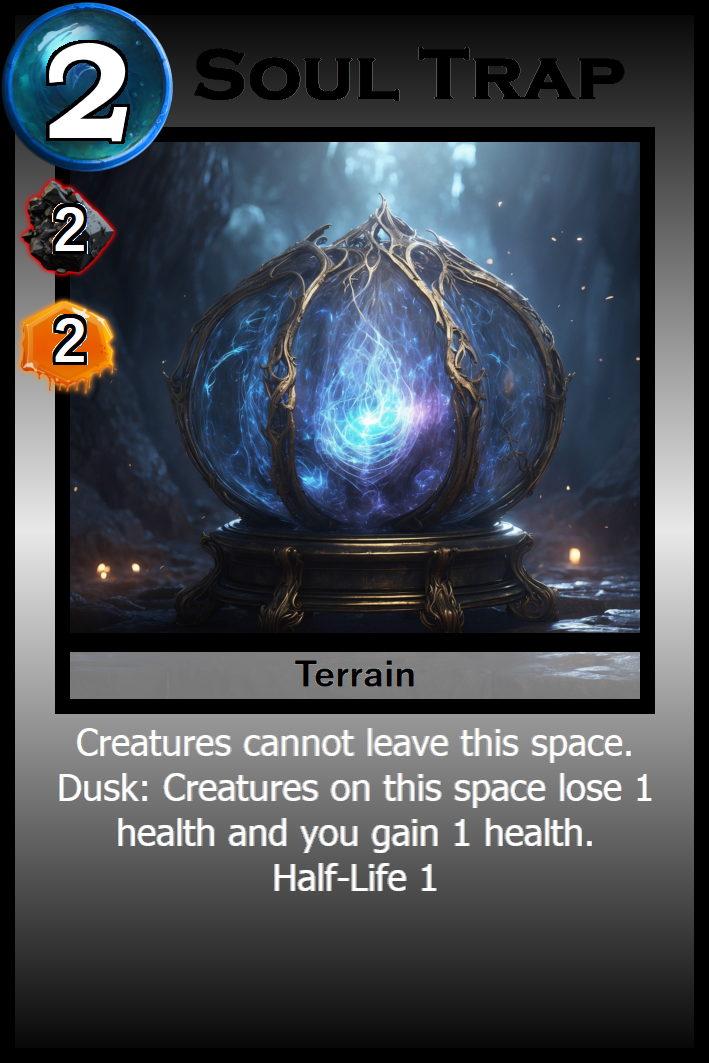 2
Soul Trap
2
2
Terrain
Creatures cannot leave this space.
Dusk: Creatures on this space lose 1
health and you gain 1 health.
Half-Life 1